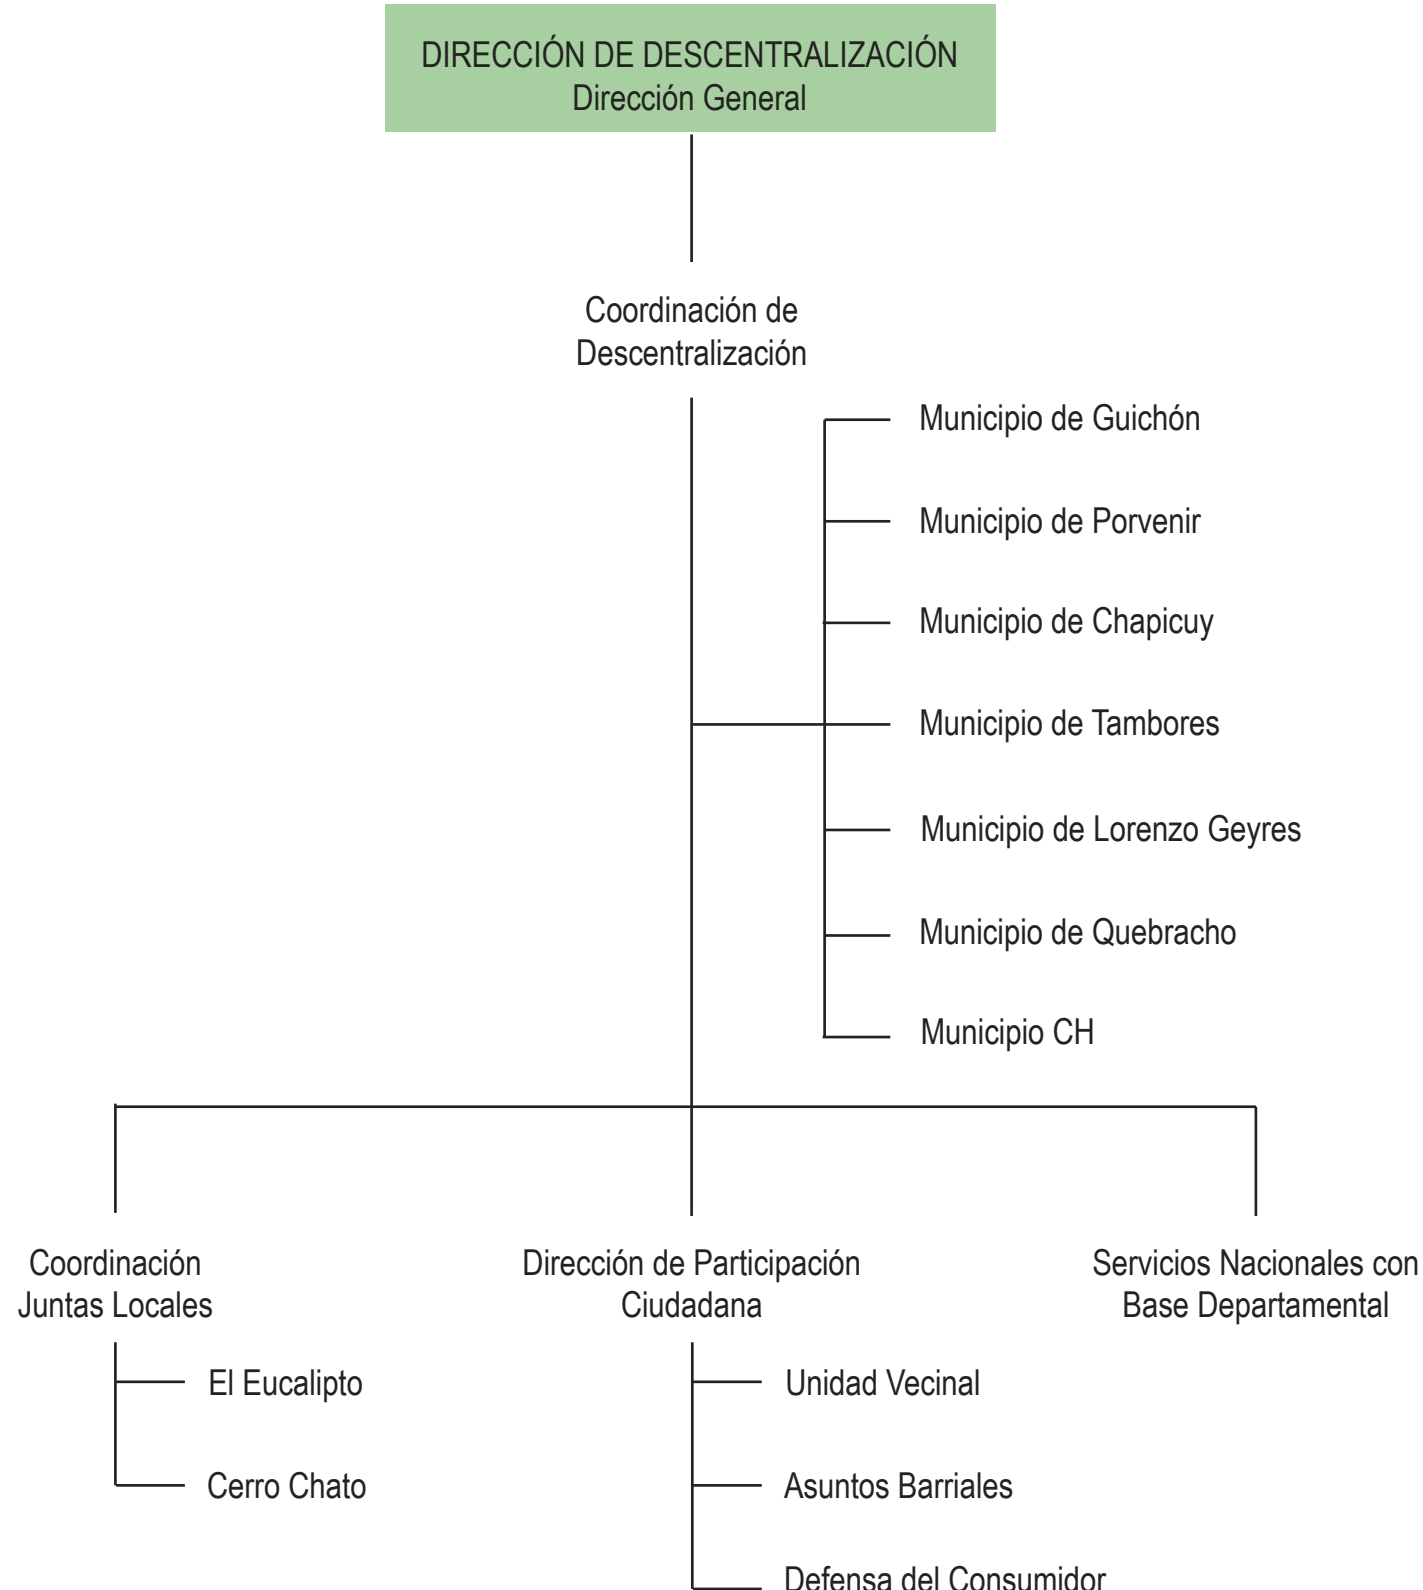 DIRECCIÓN DE DESCENTRALIZACIÓN
Dirección General
Coordinación de
Descentralización
Municipio de Guichón
Municipio de Porvenir
Municipio de Chapicuy
Municipio de Tambores
Municipio de Lorenzo Geyres
Municipio de Quebracho
Municipio CH
Coordinación
Juntas Locales
El Eucalipto
Cerro Chato
Dirección de Participación
Ciudadana
Unidad Vecinal
Asuntos Barriales
Defensa del Consumidor
Servicios Nacionales con
Base Departamental